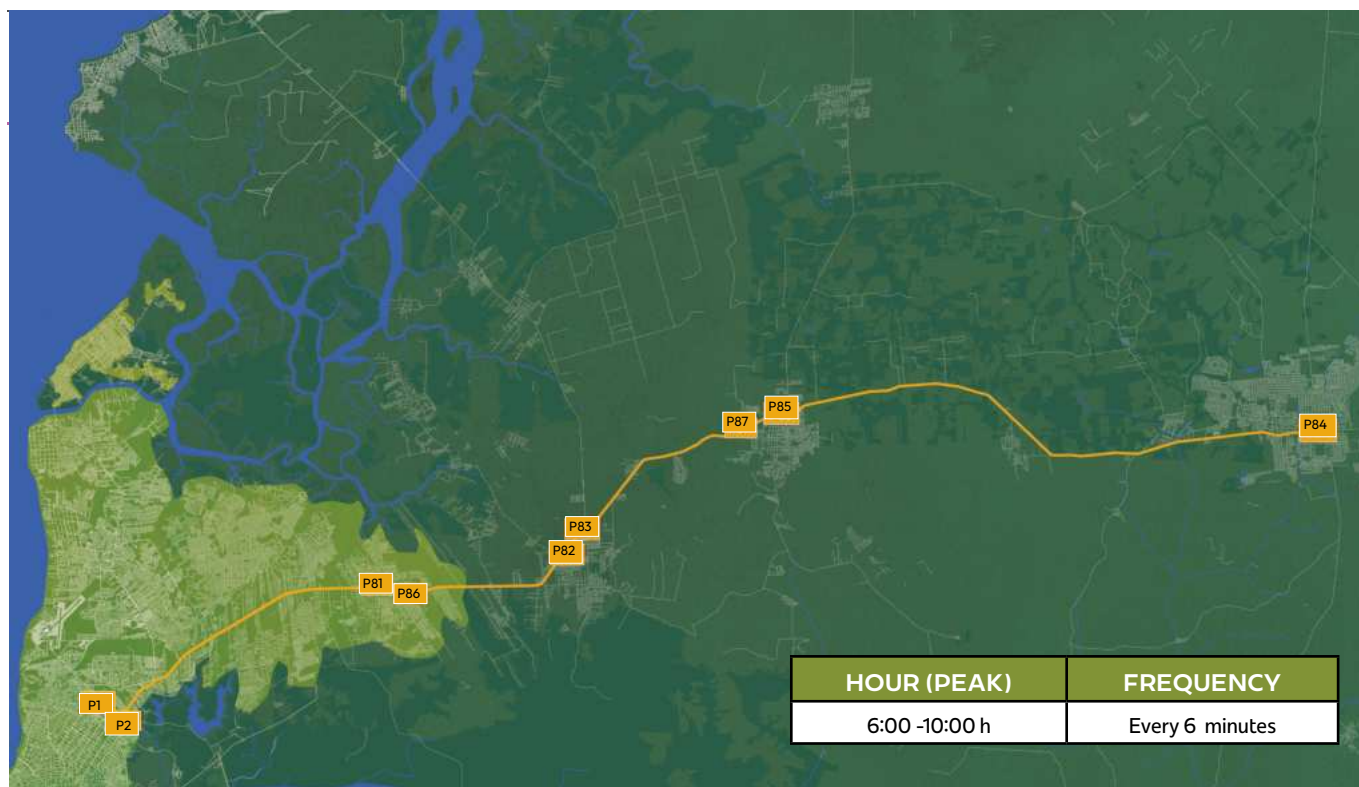 P85
P87
P84
P83
P82
P81
P86
P1
P2
HOUR (PEAK) FREQUENCY
6:00 -10:00 h Every 6 minutes